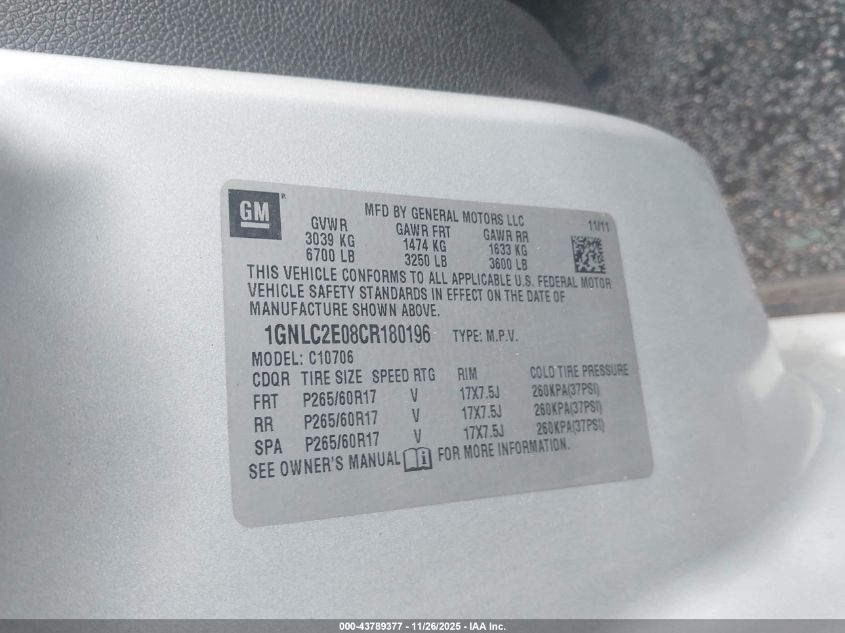 GM ®
MFD BY GENERAL MOTORS LLC
11/11
GVWR GAWR FRT GAWR RR
3039 KG 1474 KG 1633 KG
6700 LB 3250 LB 3600 LB
THIS VEHICLE CONFORMS TO ALL APPLICABLE U.S. FEDERAL MOTOR
VEHICLE SAFETY STANDARDS IN EFFECT ON THE DATE OF
MANUFACTURE SHOWN ABOVE.
1GNLC2E08CR180196 TYPE: M.P.V.
MODEL: C10706
CDQR TIRE SIZE SPEED RTG RIM COLD TIRE PRESSURE
FRT P265/60R17 V 17X7.5J 260KPA(37PSI)
RR P265/60R17 V 17X7.5J 260KPA(37PSI)
SPA P265/60R17 V 17X7.5J 260KPA(37PSI)
SEE OWNER'S MANUAL FOR MORE INFORMATION.
000-43789377 - 11/26/2025 - IAA Inc.